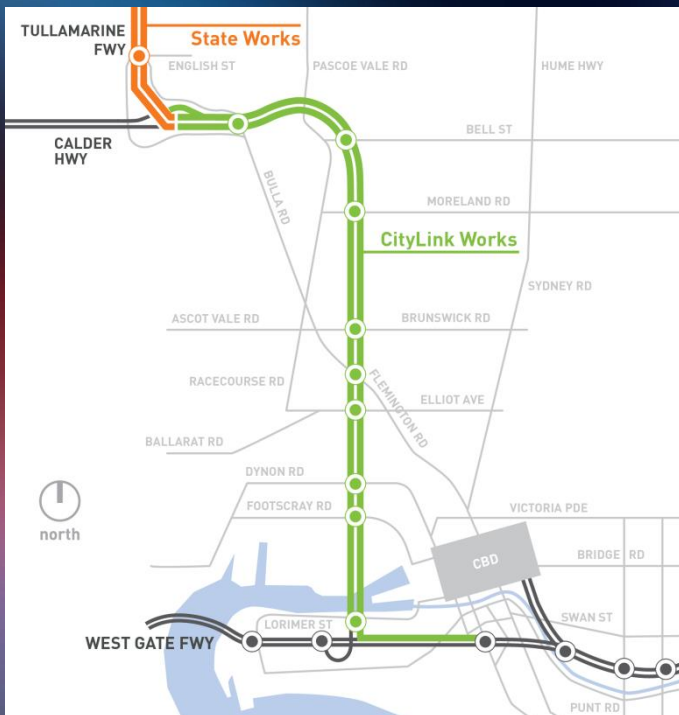 TULLAMARINE
FWY
State Works
ENGLISH ST
PASCOE VALE RD
HUME HWY
CALDER
HWY
BELL ST
BULLA RD
MORELAND RD
CityLink Works
SYDNEY RD
ASCOT VALE RD
BRUNSWICK RD
RACECOURSE RD
FLEMINGTON RD
ELLIOT AVE
BALLARAT RD
DYNON RD
FOOTSCRAY RD
VICTORIA PDE
north
CBD
BRIDGE RD
LORIMER ST
SWAN ST
WEST GATE FWY
PUNT RD